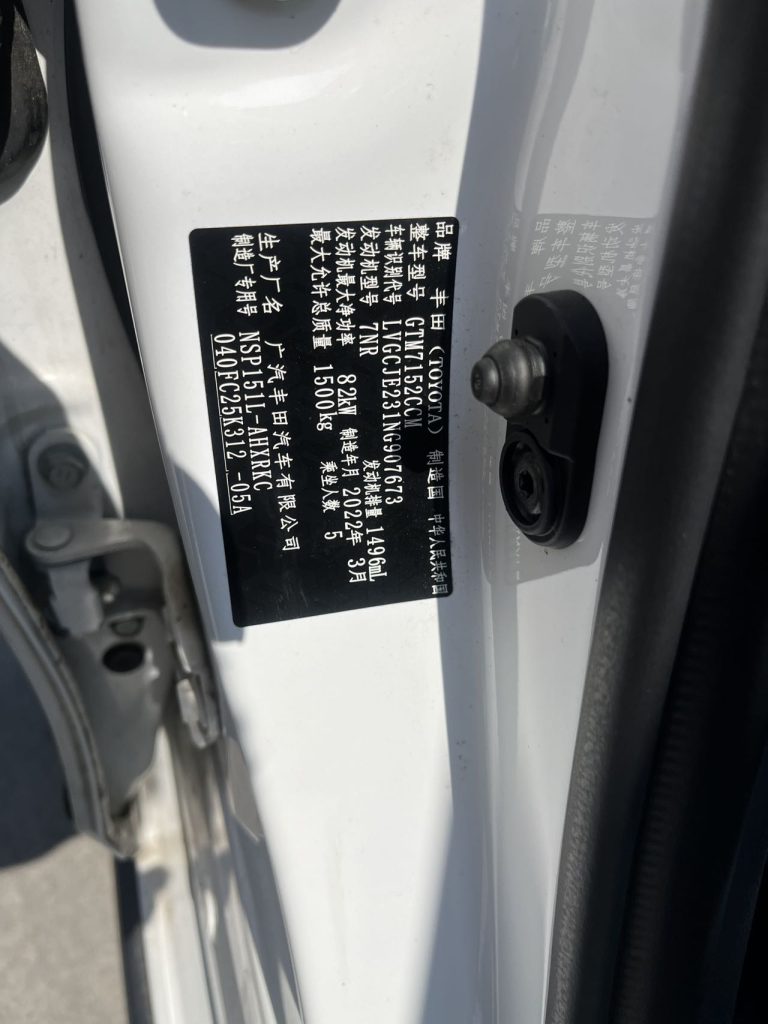 品牌 丰田（TOYOTA） 制造国 中华人民共和国
整车型号 GTM7152CCM
车辆识别代号 LVGCJE231NG907673
发动机型号 7NR 发动机排量 1496mL
发动机最大净功率 82kW 制造年月 2022年 3月
最大允许总质量 1500kg 乘坐人数 5
生产厂名 广汽丰田汽车有限公司
制造厂专用号 NSP151L-AHXRKC
040FC25K312 -05A